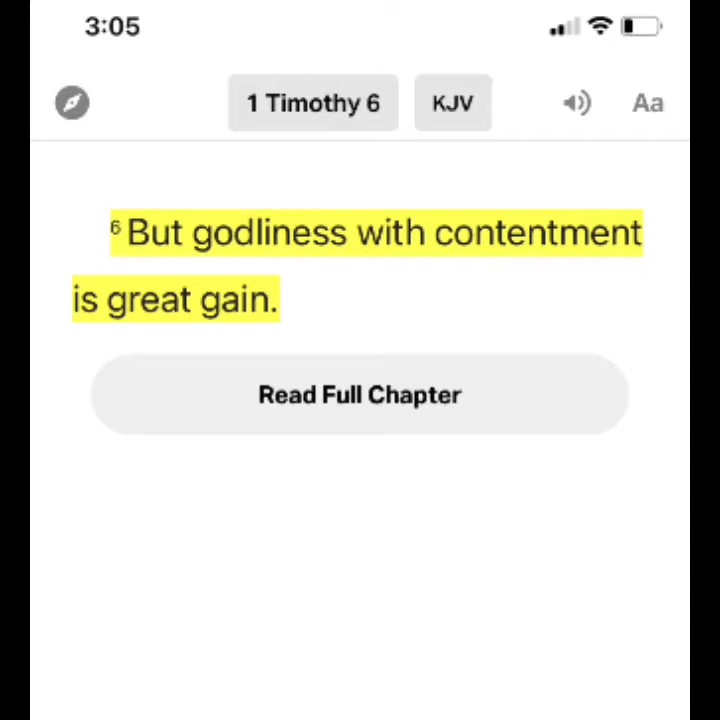 3:05
1 Timothy 6 KJV Aa
6 But godliness with contentment
is great gain.
Read Full Chapter